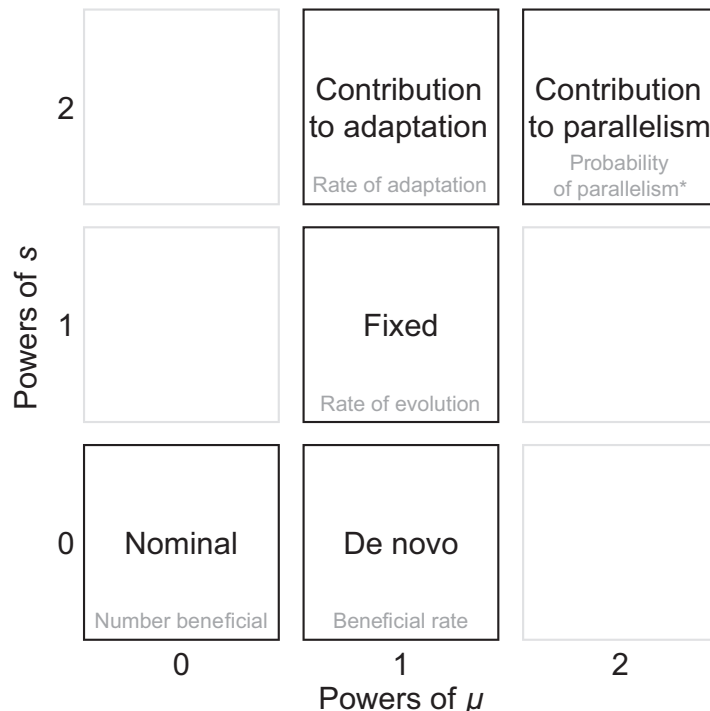 2
Contribution
to adaptation
Rate of adaptation
Contribution
to parallelism
Probability
of parallelism*
Powers of s
1
Fixed
Rate of evolution
0
Nominal
Number beneficial
De novo
Beneficial rate
0
1
2
Powers of μ